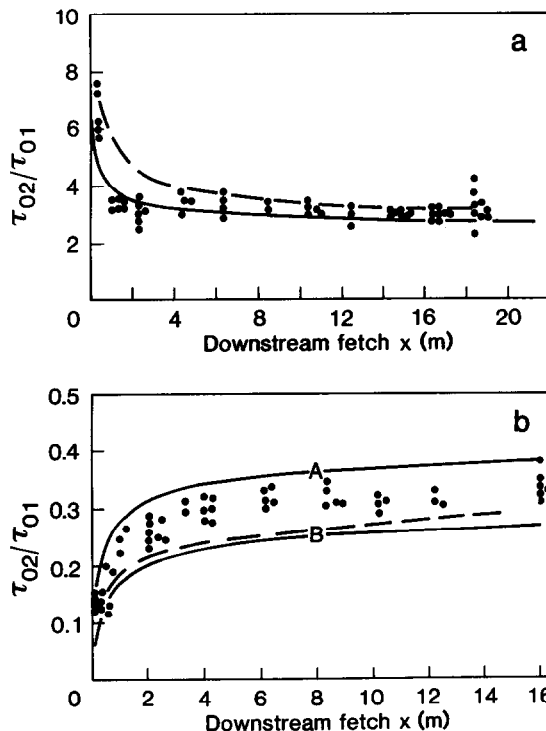 a
10
8
6
4
2
0
τ02/τ01
4 8 12 16 20
Downstream fetch x (m)
b
0.5
0.4
0.3
0.2
0.1
0
τ02/τ01
A
B
2 4 6 8 10 12 14 16
Downstream fetch x (m)